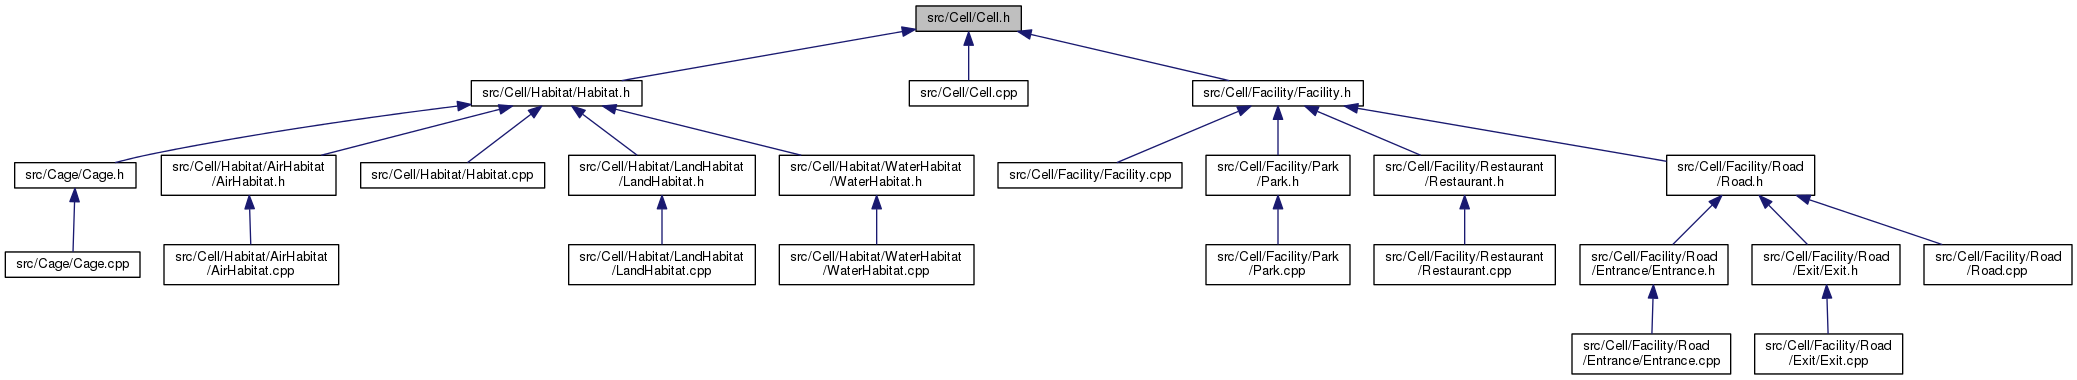 src/Cell/Cell.h
src/Cell/Habitat/Habitat.h
src/Cell/Cell.cpp
src/Cell/Facility/Facility.h
src/Cage/Cage.h
src/Cell/Habitat/AirHabitat
/AirHabitat.h
src/Cell/Habitat/Habitat.cpp
src/Cell/Habitat/LandHabitat
/LandHabitat.h
src/Cell/Habitat/WaterHabitat
/WaterHabitat.h
src/Cell/Facility/Facility.cpp
src/Cell/Facility/Park
/Park.h
src/Cell/Facility/Restaurant
/Restaurant.h
src/Cell/Facility/Road
/Road.h
src/Cage/Cage.cpp
src/Cell/Habitat/AirHabitat
/AirHabitat.cpp
src/Cell/Habitat/LandHabitat
/LandHabitat.cpp
src/Cell/Habitat/WaterHabitat
/WaterHabitat.cpp
src/Cell/Facility/Park
/Park.cpp
src/Cell/Facility/Restaurant
/Restaurant.cpp
src/Cell/Facility/Road
/Entrance/Entrance.h
src/Cell/Facility/Road
/Exit/Exit.h
src/Cell/Facility/Road
/Road.cpp
src/Cell/Facility/Road
/Entrance/Entrance.cpp
src/Cell/Facility/Road
/Exit/Exit.cpp